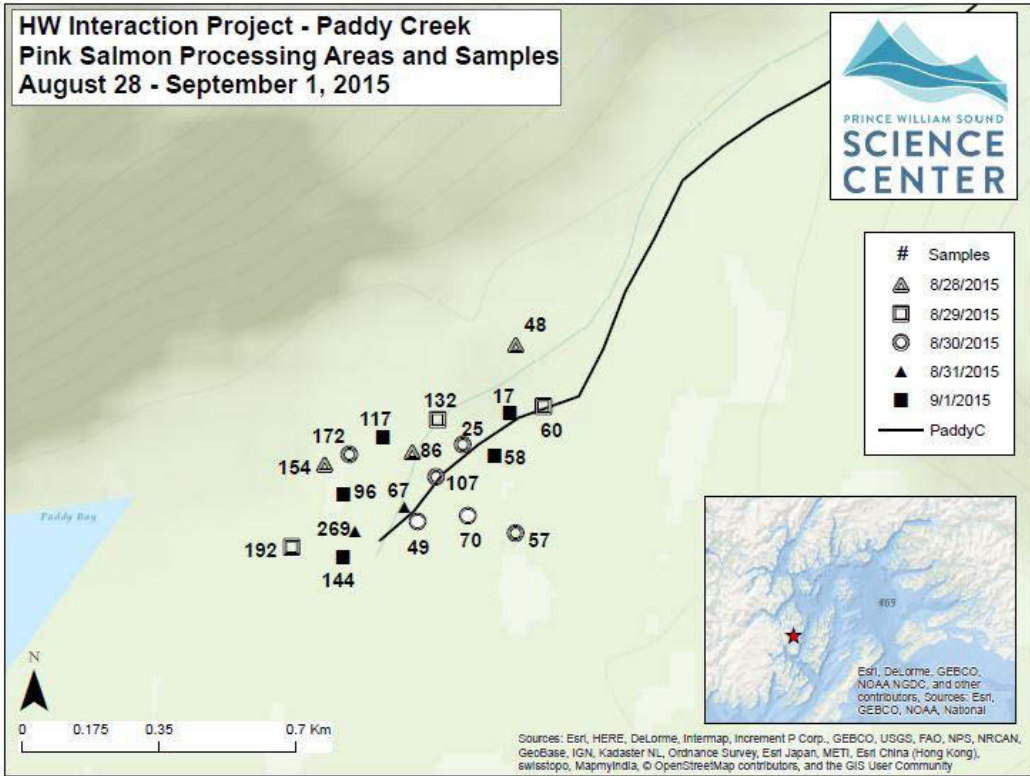 HW Interaction Project - Paddy Creek
Pink Salmon Processing Areas and Samples
August 28 - September 1, 2015
PRINCE WILLIAM SOUND
SCIENCE
CENTER
# Samples
8/28/2015
8/29/2015
8/30/2015
8/31/2015
9/1/2015
PaddyC
48
132
17
60
117
25
172
86
58
154
107
96
67
269
49
70
57
192
144
Paddy Bay
N
0 0.175 0.35 0.7 Km
469
Esri, DeLorme, GEBCO,
NOAA NGDC, and other
contributors, Sources: Esri,
GEBCO, NOAA, National
Sources: Esri, HERE, DeLorme, Intermap, increment P Corp., GEBCO, USGS, FAO, NPS, NRCAN,
GeoBase, IGN, Kadaster NL, Ordnance Survey, Esri Japan, METI, Esri China (Hong Kong),
swisstopo, MapmyIndia, © OpenStreetMap contributors, and the GIS User Community